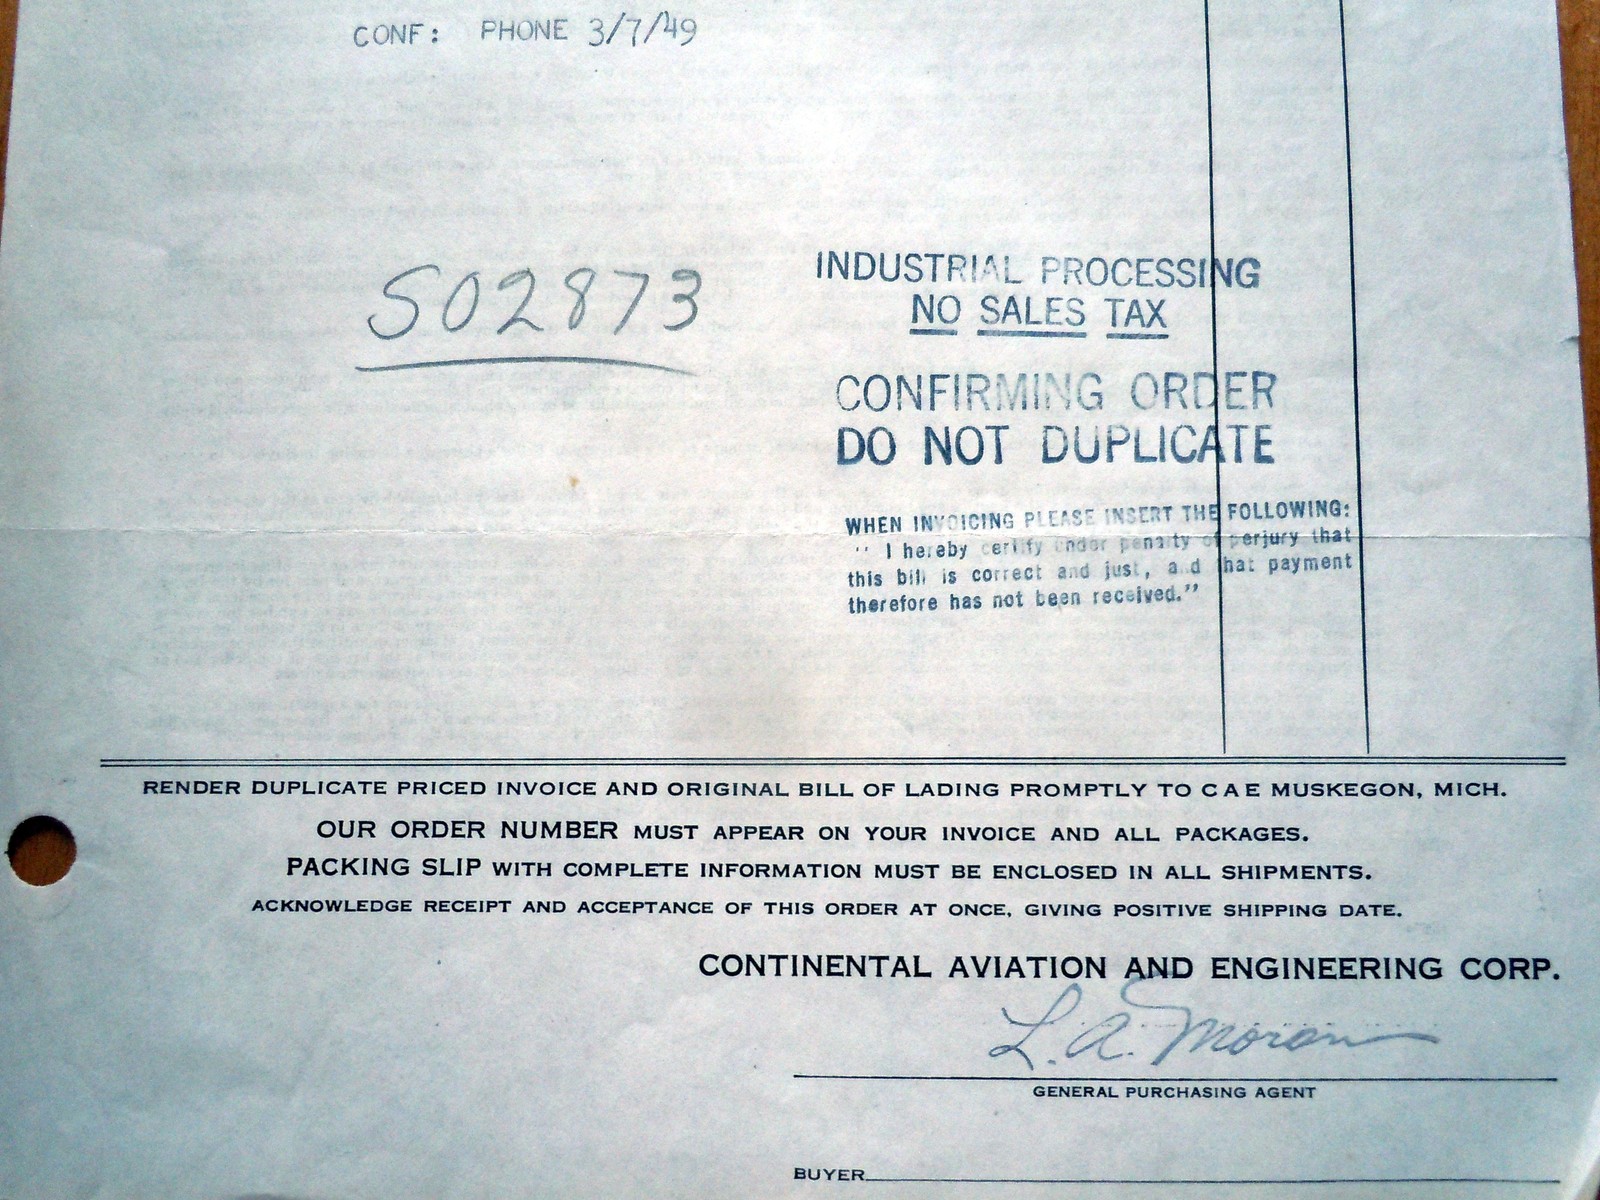 CONF: PHONE 3/7/49
S02873
INDUSTRIAL PROCESSING
NO SALES TAX
CONFIRMING ORDER
DO NOT DUPLICATE
WHEN INVOICING PLEASE INSERT THE FOLLOWING:
" I hereby certify under penalty of perjury that
this bill is correct and just, and that payment
therefore has not been received."
RENDER DUPLICATE PRICED INVOICE AND ORIGINAL BILL OF LADING PROMPTLY TO C A E MUSKEGON, MICH.
OUR ORDER NUMBER MUST APPEAR ON YOUR INVOICE AND ALL PACKAGES.
PACKING SLIP WITH COMPLETE INFORMATION MUST BE ENCLOSED IN ALL SHIPMENTS.
ACKNOWLEDGE RECEIPT AND ACCEPTANCE OF THIS ORDER AT ONCE, GIVING POSITIVE SHIPPING DATE.
CONTINENTAL AVIATION AND ENGINEERING CORP.
L. A. Moran
GENERAL PURCHASING AGENT
BUYER